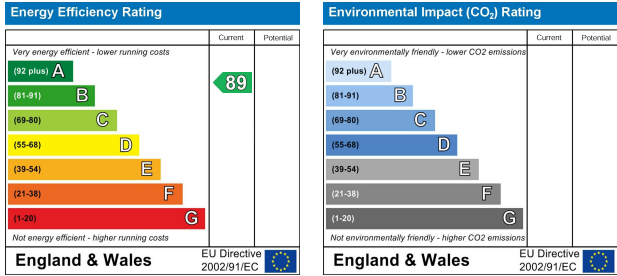 Energy Efficiency Rating
Current Potential
Very energy efficient - lower running costs
(92 plus) A
(81-91) B
(69-80) C
(55-68) D
(39-54) E
(21-38) F
(1-20) G
89
Not energy efficient - higher running costs
England & Wales
EU Directive
2002/91/EC
Environmental Impact (CO₂) Rating
Current Potential
Very environmentally friendly - lower CO2 emissions
(92 plus) A
(81-91) B
(69-80) C
(55-68) D
(39-54) E
(21-38) F
(1-20) G
Not environmentally friendly - higher CO2 emissions
England & Wales
EU Directive
2002/91/EC